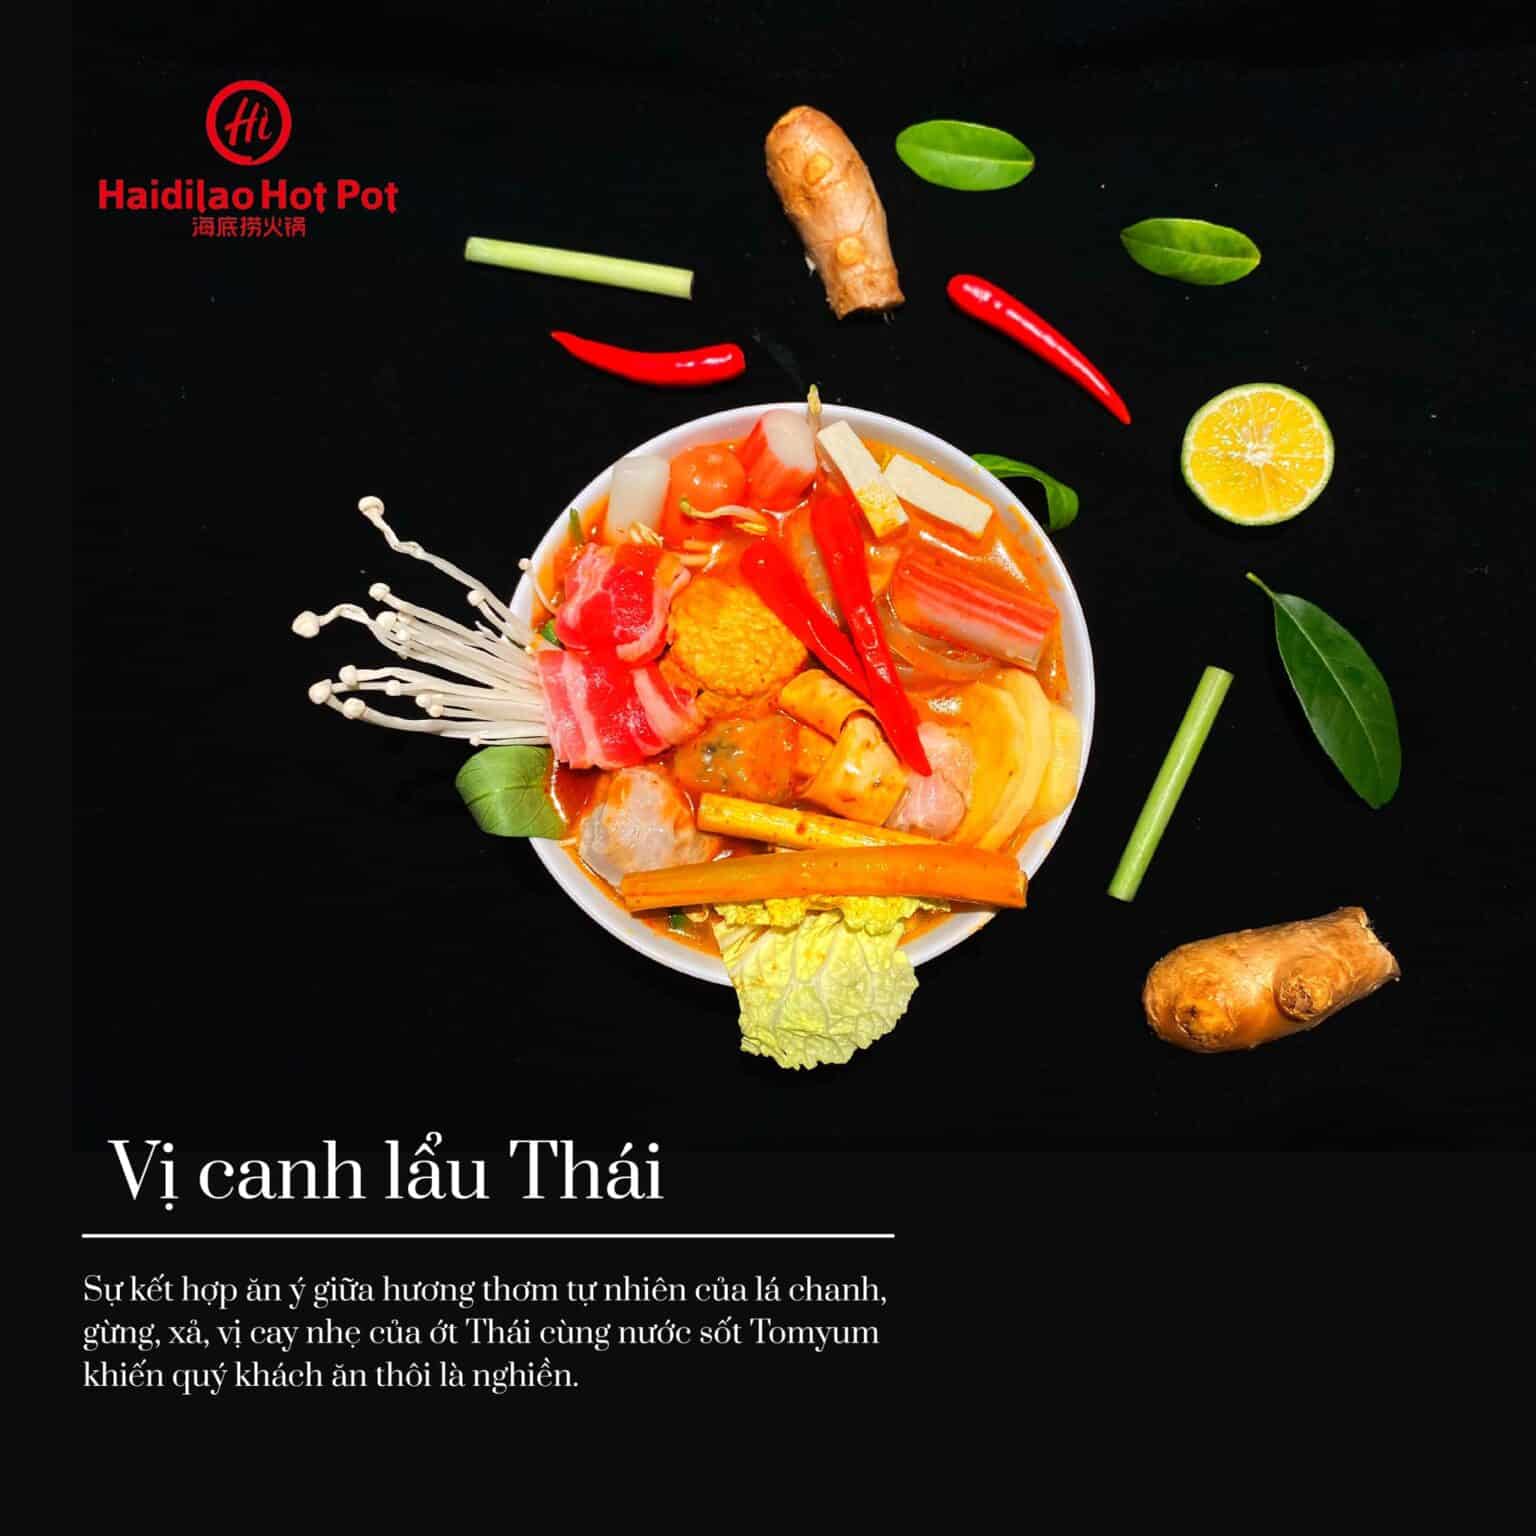 Hi
Haidilao Hot Pot
海底捞火锅
Vị canh lẩu Thái
Sự kết hợp ăn ý giữa hương thơm tự nhiên của lá chanh,
gừng, xả, vị cay nhẹ của ớt Thái cùng nước sốt Tomyum
khiến quý khách ăn thôi là nghiền.